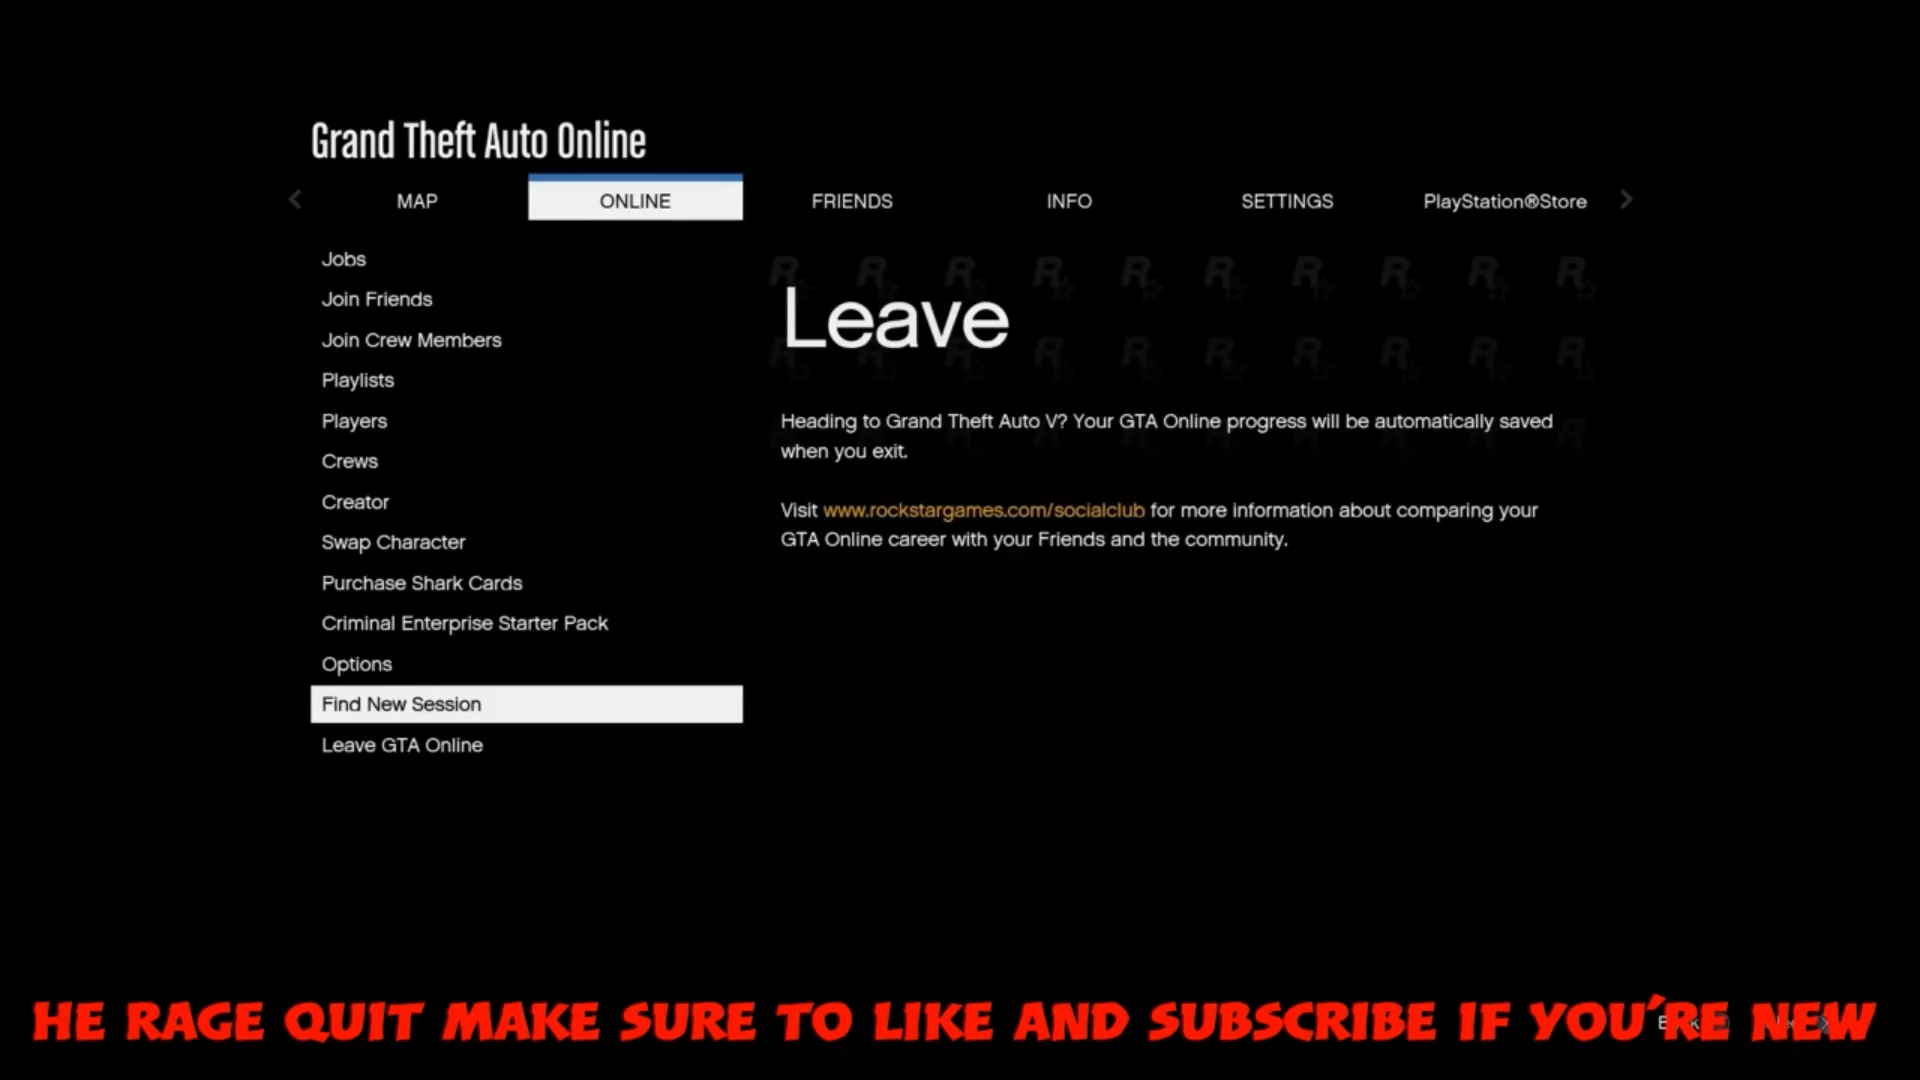 Grand Theft Auto Online
MAP ONLINE FRIENDS INFO SETTINGS PlayStation®Store
Jobs
Join Friends
Join Crew Members
Playlists
Players
Crews
Creator
Swap Character
Purchase Shark Cards
Criminal Enterprise Starter Pack
Options
Find New Session
Leave GTA Online
Leave
Heading to Grand Theft Auto V? Your GTA Online progress will be automatically saved
when you exit.
Visit www.rockstargames.com/socialclub for more information about comparing your
GTA Online career with your Friends and the community.
HE RAGE QUIT MAKE SURE TO LIKE AND SUBSCRIBE IF YOU'RE NEW